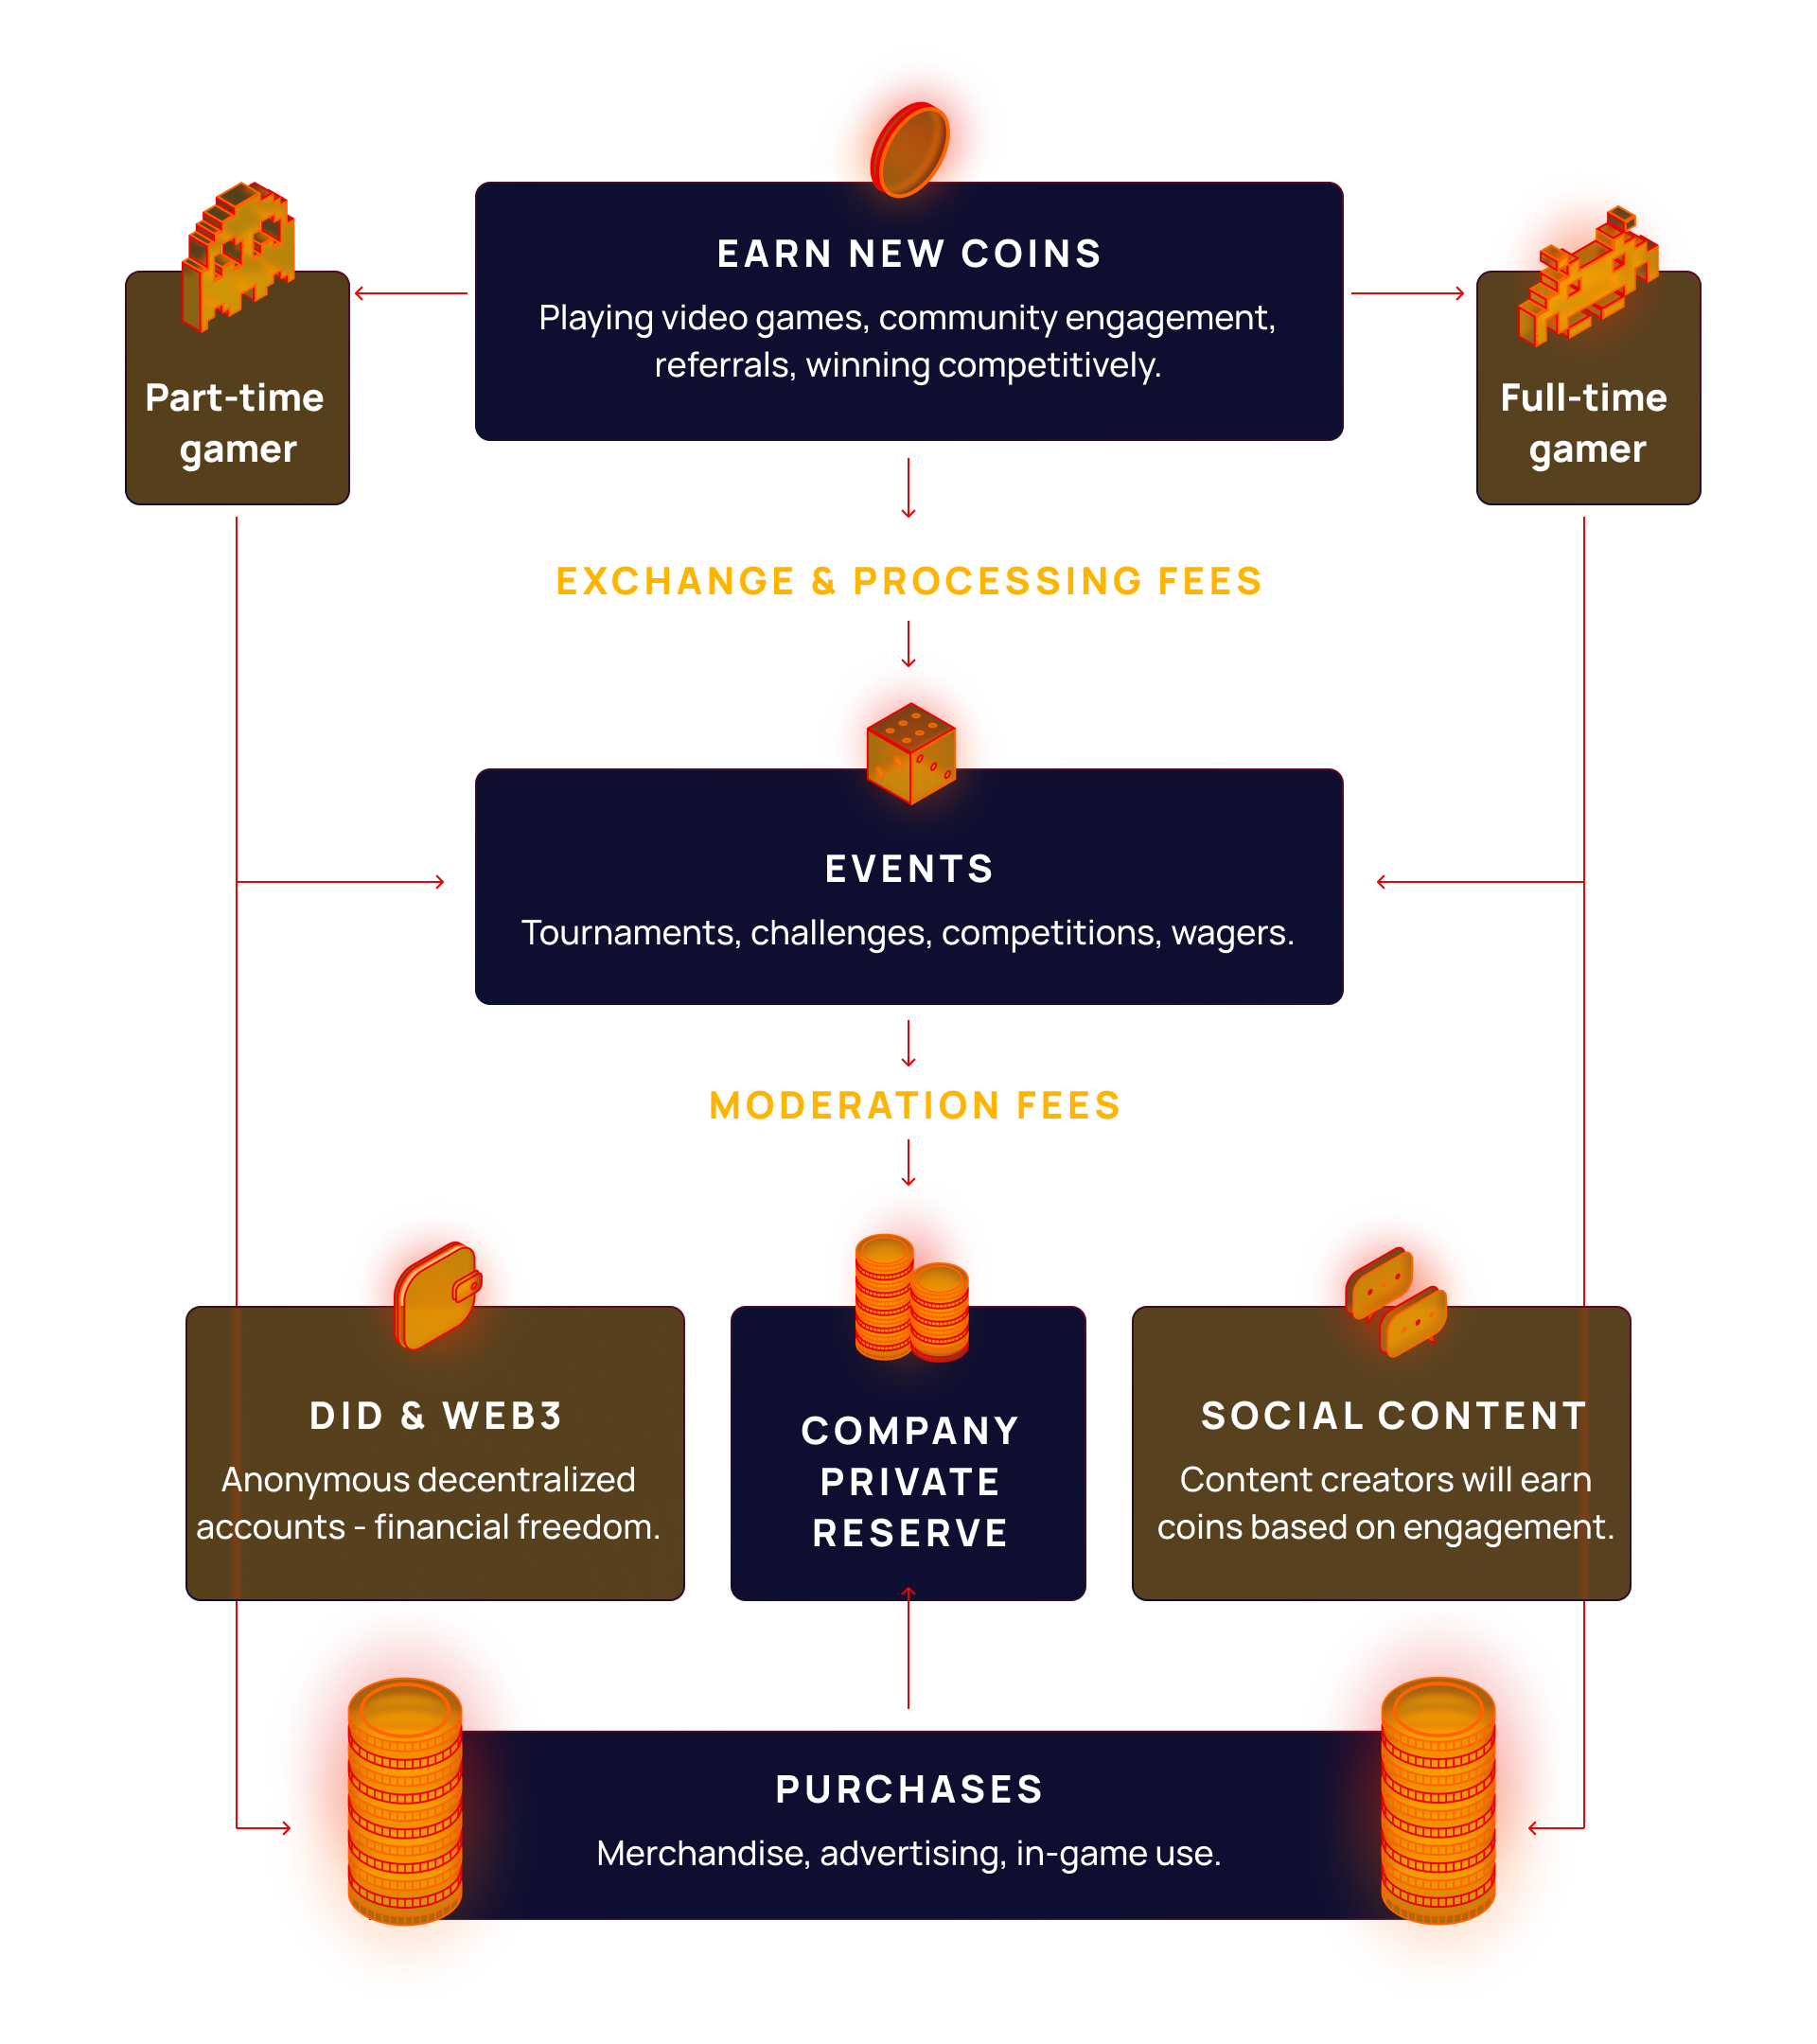 EARN NEW COINS
Playing video games, community engagement,
referrals, winning competitively.
Part-time
gamer
Full-time
gamer
EXCHANGE & PROCESSING FEES
EVENTS
Tournaments, challenges, competitions, wagers.
MODERATION FEES
DID & WEB3
Anonymous decentralized
accounts - financial freedom.
COMPANY
PRIVATE
RESERVE
SOCIAL CONTENT
Content creators will earn
coins based on engagement.
PURCHASES
Merchandise, advertising, in-game use.